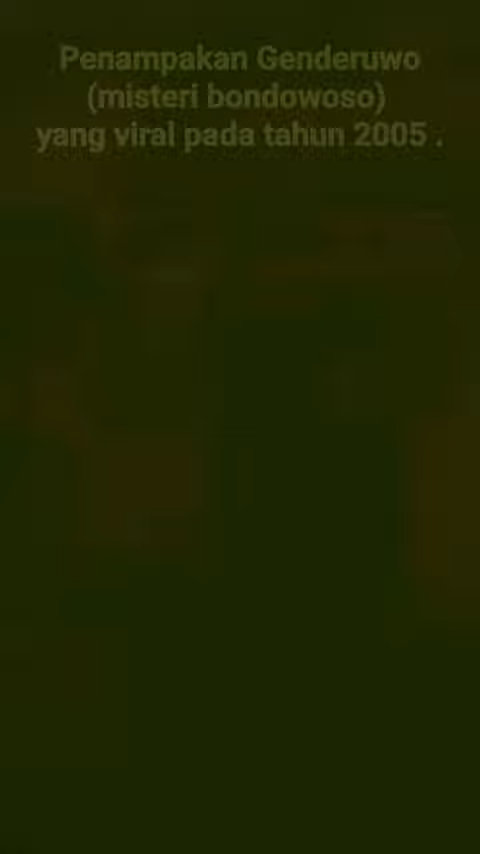 Penampakan Genderuwo
(misteri bondowoso)
yang viral pada tahun 2005 .